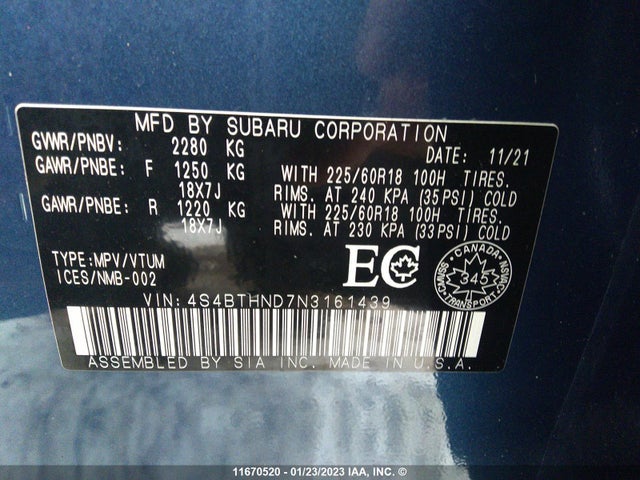 MFD BY SUBARU CORPORATION
GVWR/PNBV: 2280 KG DATE: 11/21
GAWR/PNBE: F 1250 KG WITH 225/60R18 100H TIRES.
18X7J RIMS. AT 240 KPA (35PSI) COLD
GAWR/PNBE: R 1220 KG WITH 225/60R18 100H TIRES.
18X7J RIMS. AT 230 KPA (33PSI) COLD
TYPE:MPV/VTUM
ICES/NMB-002
EC
CANADA
NSVM/C
345
TRANSPORT
VIN: 4S4BTHND7N3161439
ASSEMBLED BY SIA INC. MADE IN U.S.A.
11670520 - 01/23/2023 IAA, INC. ©